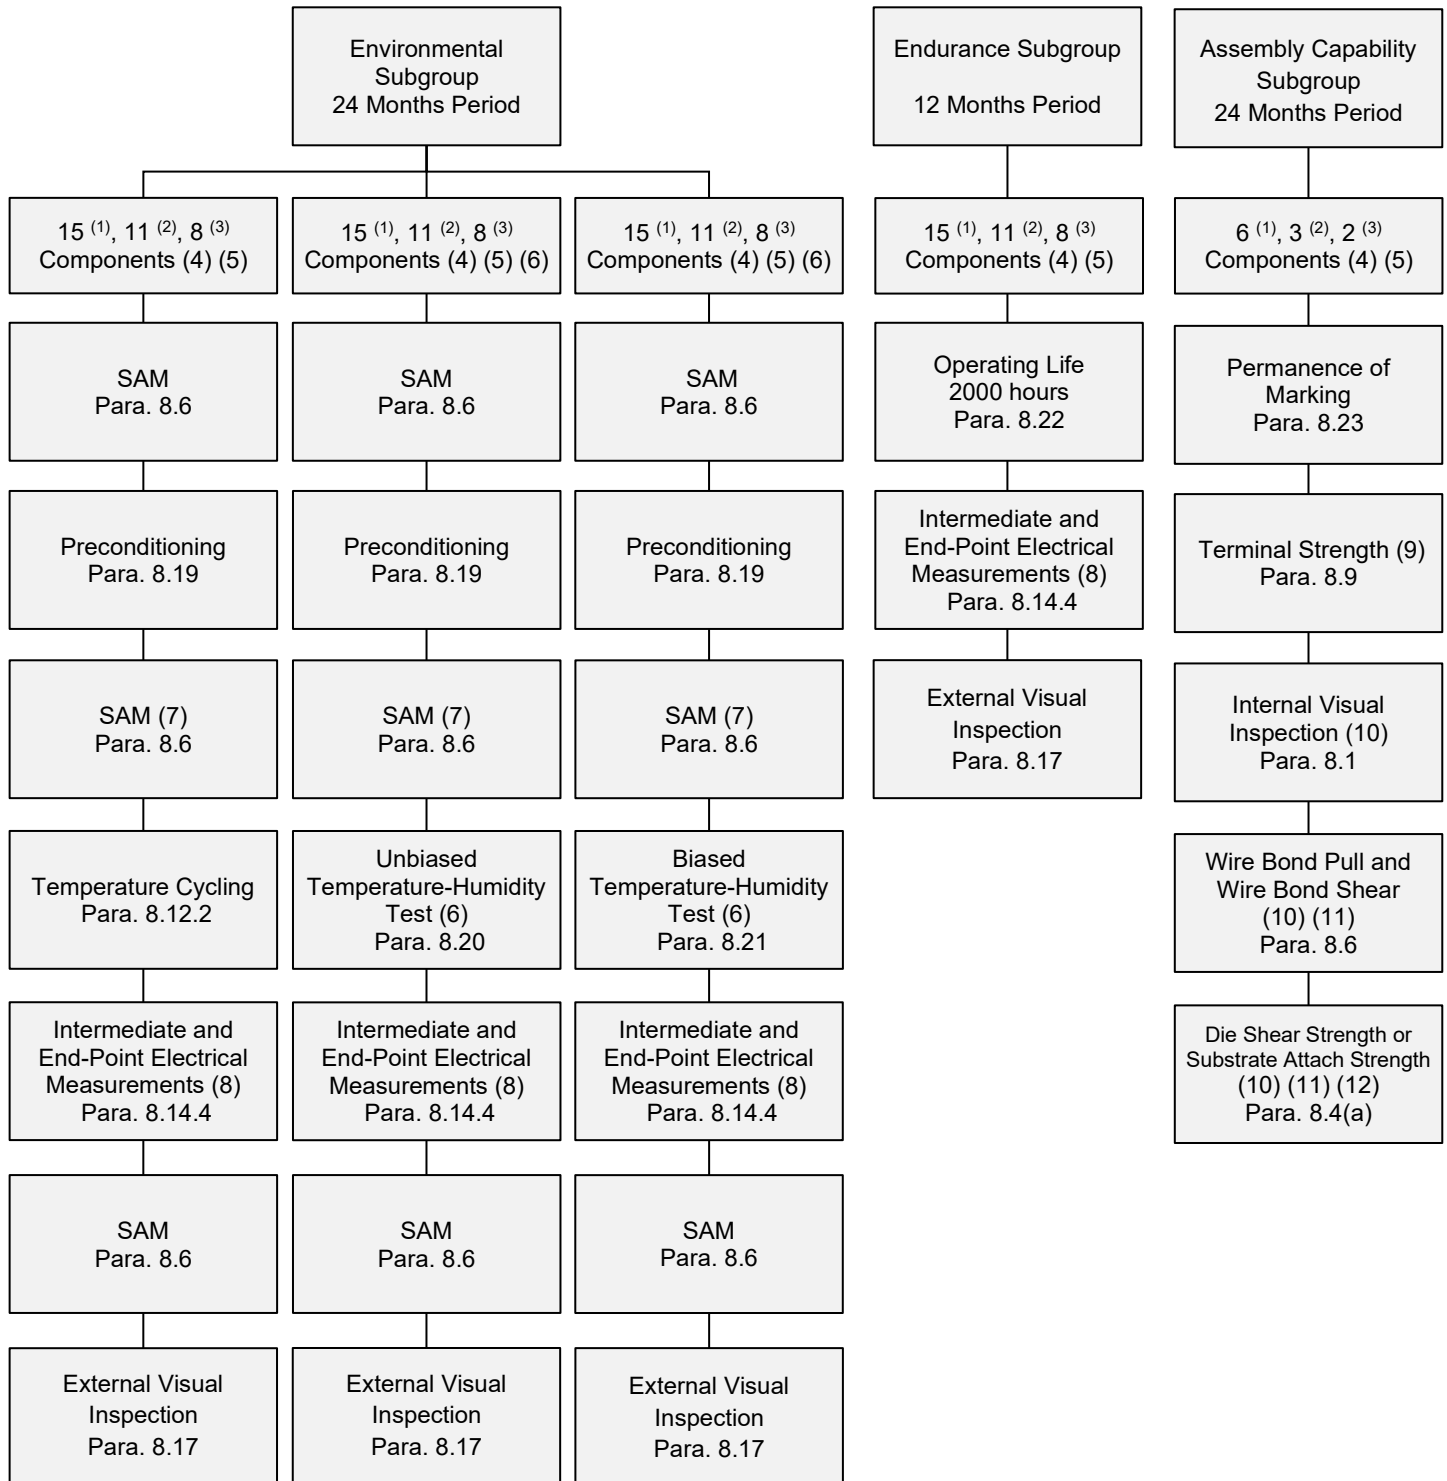 Environmental
Subgroup
24 Months Period
Endurance Subgroup
12 Months Period
Assembly Capability
Subgroup
24 Months Period
15 (1), 11 (2), 8 (3)
Components (4) (5)
15 (1), 11 (2), 8 (3)
Components (4) (5) (6)
15 (1), 11 (2), 8 (3)
Components (4) (5) (6)
15 (1), 11 (2), 8 (3)
Components (4) (5)
6 (1), 3 (2), 2 (3)
Components (4) (5)
SAM
Para. 8.6
SAM
Para. 8.6
SAM
Para. 8.6
Operating Life
2000 hours
Para. 8.22
Permanence of
Marking
Para. 8.23
Preconditioning
Para. 8.19
Preconditioning
Para. 8.19
Preconditioning
Para. 8.19
Intermediate and
End-Point Electrical
Measurements (8)
Para. 8.14.4
Terminal Strength (9)
Para. 8.9
SAM (7)
Para. 8.6
SAM (7)
Para. 8.6
SAM (7)
Para. 8.6
External Visual
Inspection
Para. 8.17
Internal Visual
Inspection (10)
Para. 8.1
Temperature Cycling
Para. 8.12.2
Unbiased
Temperature-Humidity
Test (6)
Para. 8.20
Biased
Temperature-Humidity
Test (6)
Para. 8.21
Wire Bond Pull and
Wire Bond Shear
(10) (11)
Para. 8.6
Intermediate and
End-Point Electrical
Measurements (8)
Para. 8.14.4
Intermediate and
End-Point Electrical
Measurements (8)
Para. 8.14.4
Intermediate and
End-Point Electrical
Measurements (8)
Para. 8.14.4
Die Shear Strength or
Substrate Attach Strength
(10) (11) (12)
Para. 8.4(a)
SAM
Para. 8.6
SAM
Para. 8.6
SAM
Para. 8.6
External Visual
Inspection
Para. 8.17
External Visual
Inspection
Para. 8.17
External Visual
Inspection
Para. 8.17